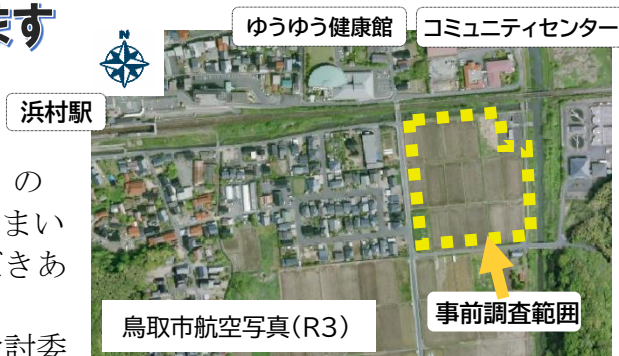 ます
ゆうゆう健康館
コミュニティセンター
N
浜村駅
の
まい
できあ
討委
鳥取市航空写真(R3)
事前調査範囲